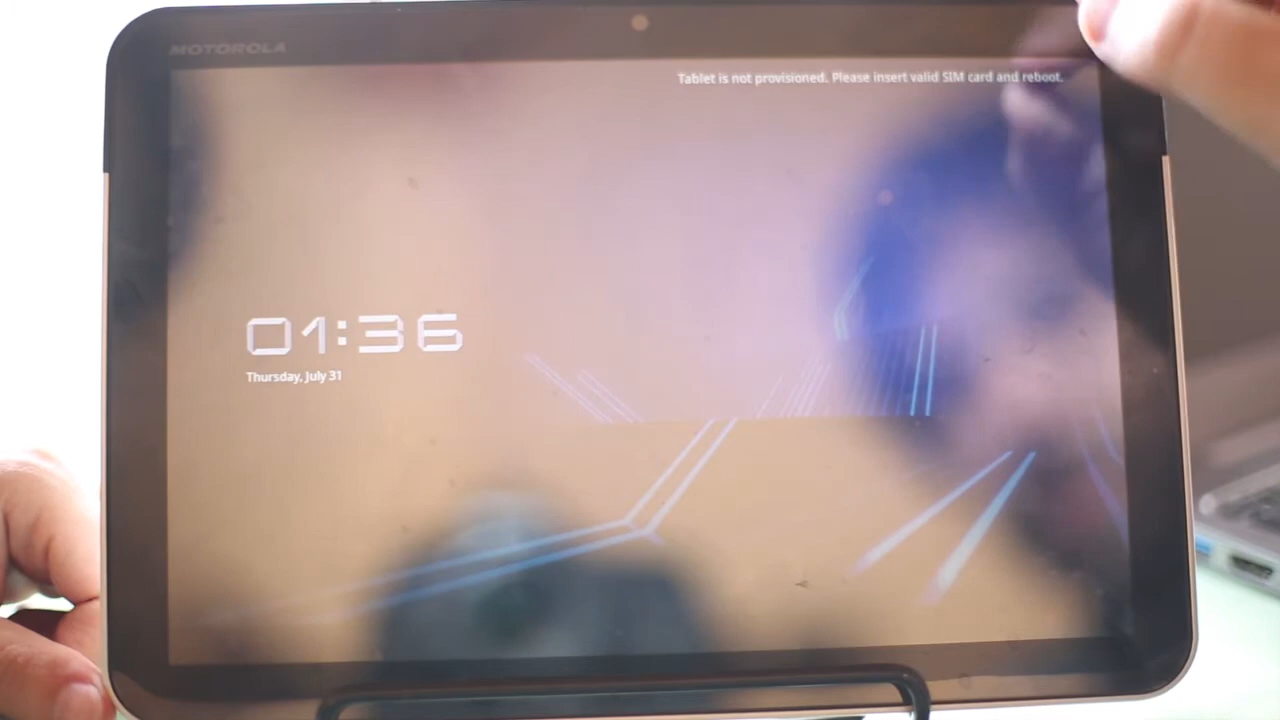 MOTOROLA
Tablet is not provisioned. Please insert valid SIM card and reboot.
01:36
Thursday, July 31